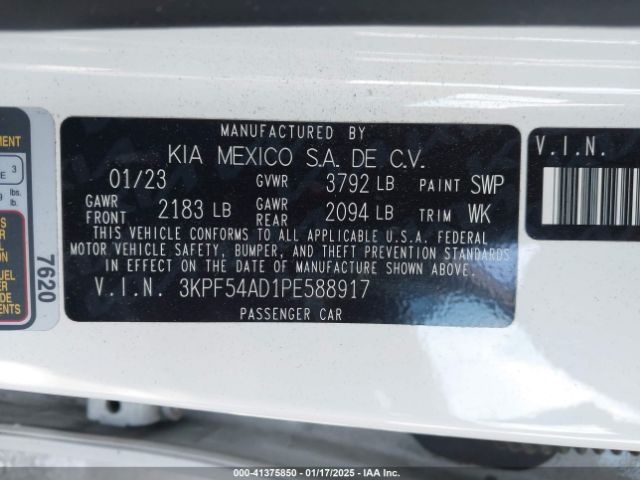 MANUFACTURED BY
KIA MEXICO S.A. DE C.V.
01/23 GVWR 3792 LB PAINT SWP
GAWR FRONT 2183 LB GAWR REAR 2094 LB TRIM WK
THIS VEHICLE CONFORMS TO ALL APPLICABLE U.S.A. FEDERAL
MOTOR VEHICLE SAFETY, BUMPER, AND THEFT PREVENTION STANDARDS
IN EFFECT ON THE DATE OF MANUFACTURE SHOWN ABOVE.
V.I.N. 3KPF54AD1PE588917
PASSENGER CAR
V.I.N.
7620
3
lbs.
kg.
000-41375850 - 01/17/2025 - IAA Inc.